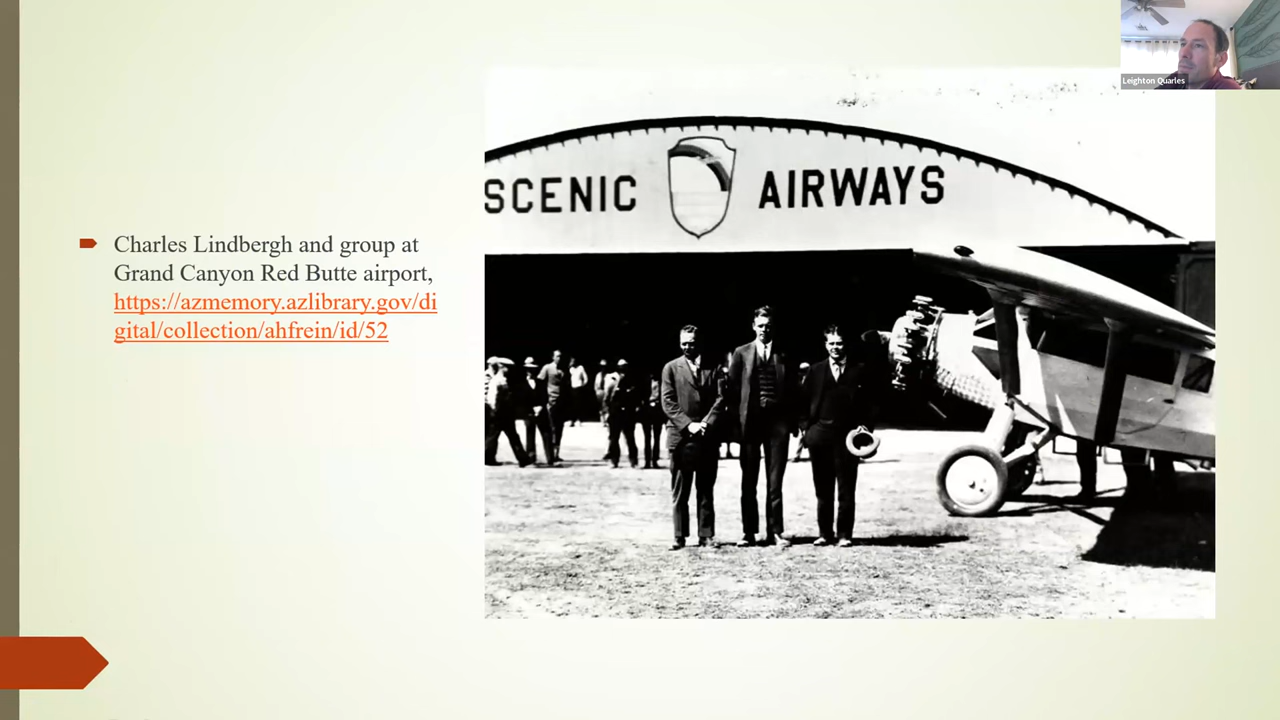 Leighton Quarles
SCENIC AIRWAYS
Charles Lindbergh and group at
Grand Canyon Red Butte airport,
https://azmemory.azlibrary.gov/di
gital/collection/ahfrein/id/52